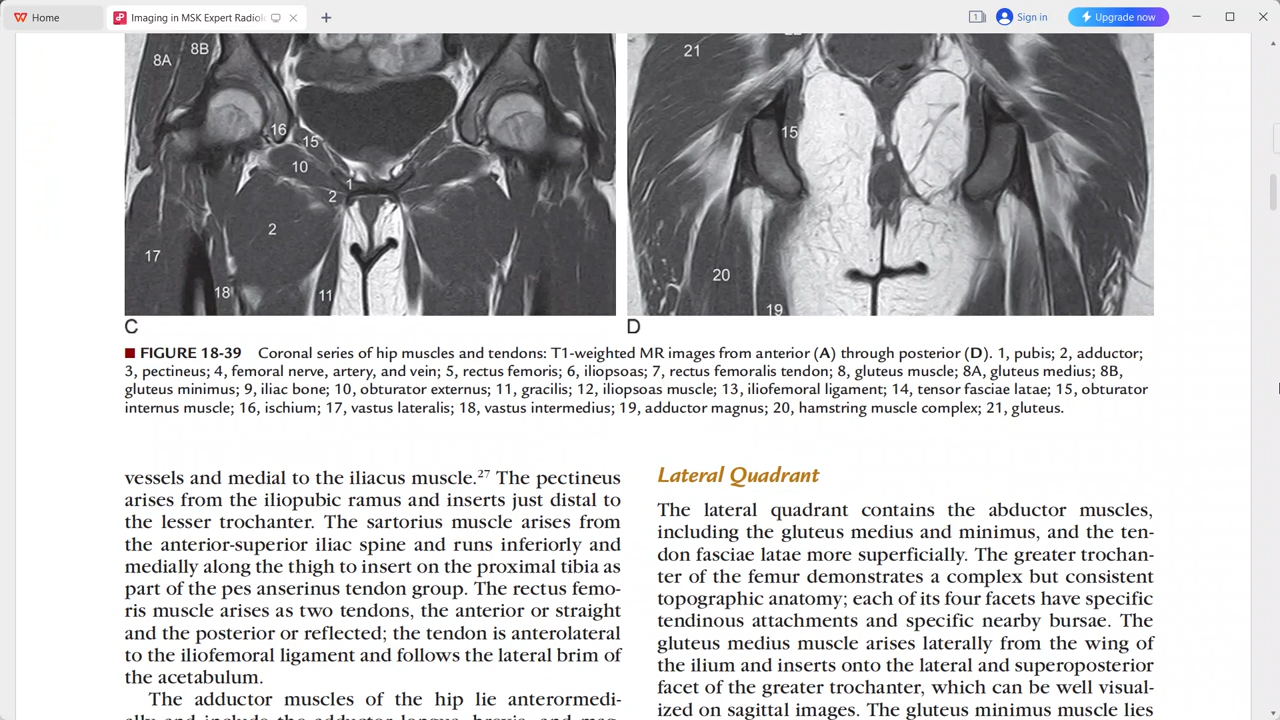 Home
Imaging in MSK Expert Radiol
Sign in
Upgrade now
8A
8B
16
15
10
1
2
2
17
18
11
21
15
20
19
C
D
■ FIGURE 18-39 Coronal series of hip muscles and tendons: T1-weighted MR images from anterior (A) through posterior (D). 1, pubis; 2, adductor;
3, pectineus; 4, femoral nerve, artery, and vein; 5, rectus femoris; 6, iliopsoas; 7, rectus femoralis tendon; 8, gluteus muscle; 8A, gluteus medius; 8B,
gluteus minimus; 9, iliac bone; 10, obturator externus; 11, gracilis; 12, iliopsoas muscle; 13, iliofemoral ligament; 14, tensor fasciae latae; 15, obturator
internus muscle; 16, ischium; 17, vastus lateralis; 18, vastus intermedius; 19, adductor magnus; 20, hamstring muscle complex; 21, gluteus.
vessels and medial to the iliacus muscle.27 The pectineus
arises from the iliopubic ramus and inserts just distal to
the lesser trochanter. The sartorius muscle arises from
the anterior-superior iliac spine and runs inferiorly and
medially along the thigh to insert on the proximal tibia as
part of the pes anserinus tendon group. The rectus femo-
ris muscle arises as two tendons, the anterior or straight
and the posterior or reflected; the tendon is anterolateral
to the iliofemoral ligament and follows the lateral brim of
the acetabulum.
The adductor muscles of the hip lie anterormedi-
ally and include the adductor longus, brevis, and mag-
Lateral Quadrant
The lateral quadrant contains the abductor muscles,
including the gluteus medius and minimus, and the ten-
don fasciae latae more superficially. The greater trochan-
ter of the femur demonstrates a complex but consistent
topographic anatomy; each of its four facets have specific
tendinous attachments and specific nearby bursae. The
gluteus medius muscle arises laterally from the wing of
the ilium and inserts onto the lateral and superoposterior
facet of the greater trochanter, which can be well visual-
ized on sagittal images. The gluteus minimus muscle lies